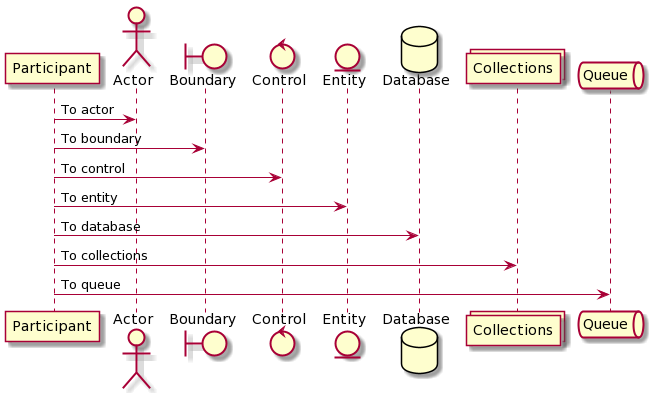 Participant
Actor
Boundary
Control
Entity
Database
Collections
Queue
To actor
To boundary
To control
To entity
To database
To collections
To queue
Participant
Actor
Boundary
Control
Entity
Database
Collections
Queue